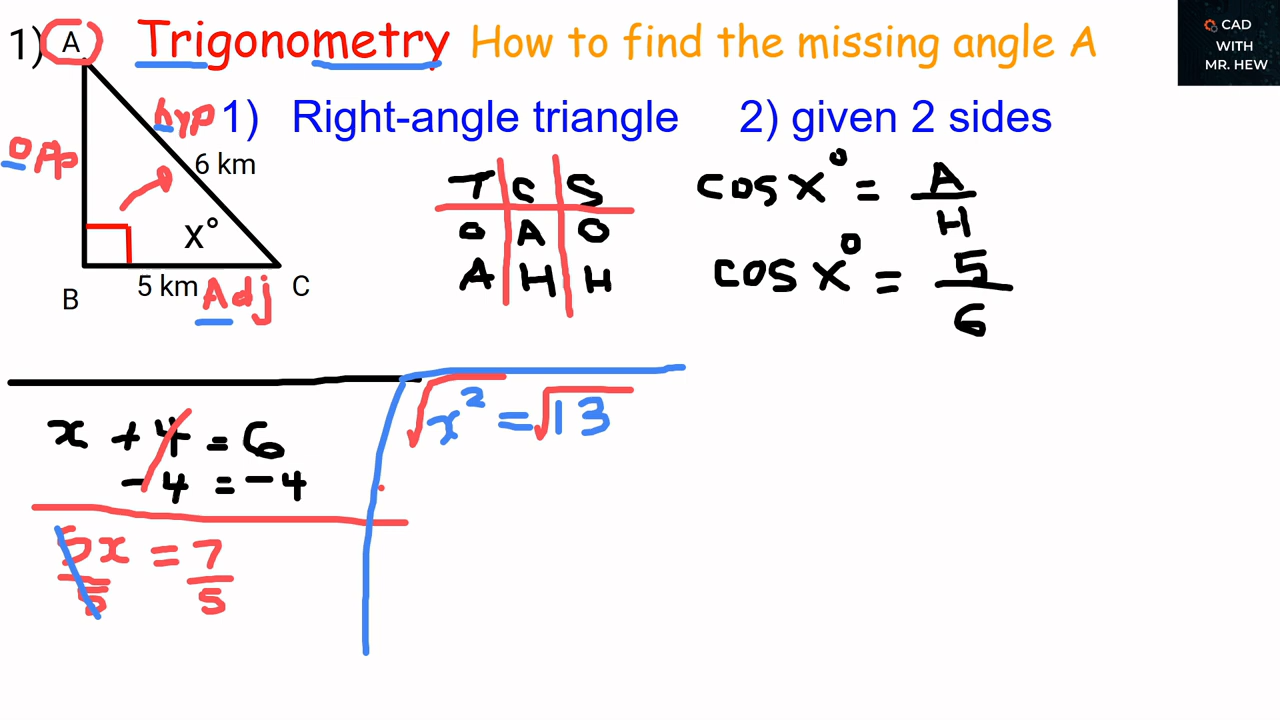 1) A Trigonometry How to find the missing angle A
CAD
WITH
MR. HEW
hyp 1) Right-angle triangle 2) given 2 sides
opp
6 km
X°
B 5 km Adj C
T C S
O A O
A H H
cos x° = A/H
cos x° = 5/6
x + 4 = 6
- 4 = - 4
5x/5 = 7/5
√x² = √13